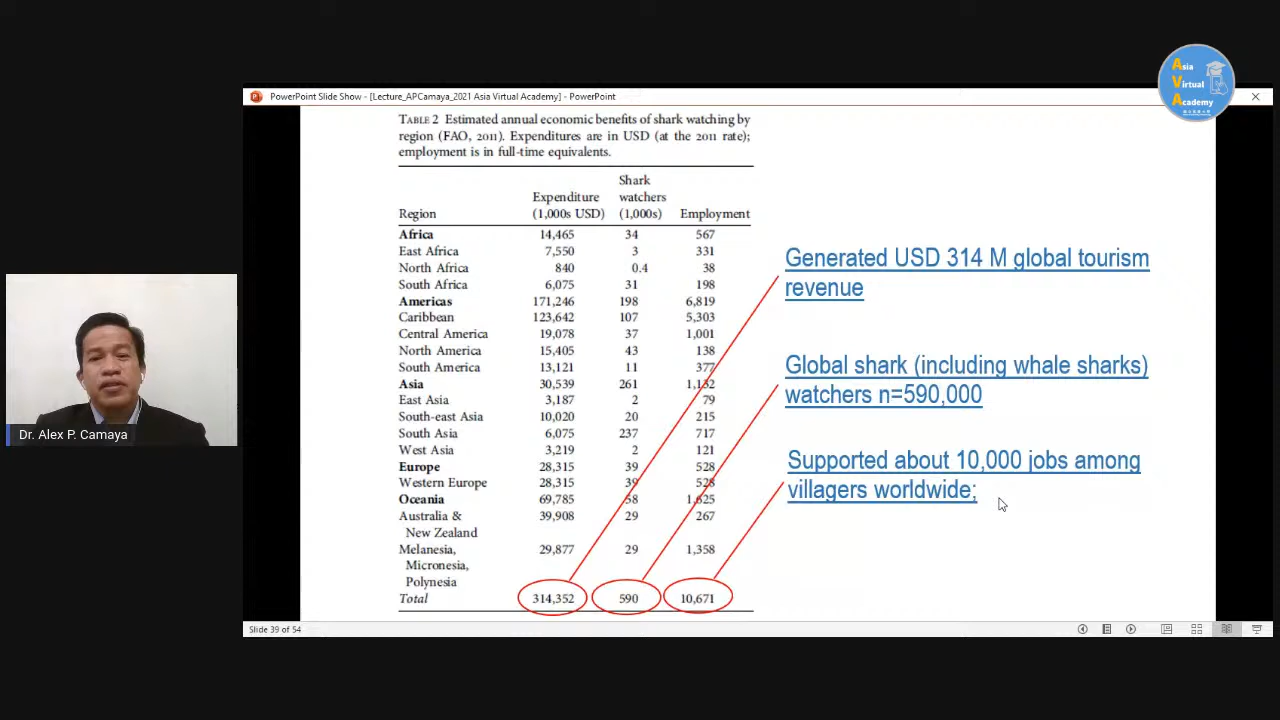 Asia
Virtual
Academy
PowerPoint Slide Show - [Lecture_APCamaya_2021 Asia Virtual Academy] - PowerPoint
TABLE 2 Estimated annual economic benefits of shark watching by
region (FAO, 2011). Expenditures are in USD (at the 2011 rate);
employment is in full-time equivalents.
Shark
Expenditure watchers
Region (1,000s USD) (1,000s) Employment
Africa 14,465 34 567
East Africa 7,550 3 331
North Africa 840 0.4 38
South Africa 6,075 31 198
Americas 171,246 198 6,819
Caribbean 123,642 107 5,303
Central America 19,078 37 1,001
North America 15,405 43 138
South America 13,121 11 377
Asia 30,539 261 1,132
East Asia 3,187 2 79
South-east Asia 10,020 20 215
South Asia 6,075 237 717
West Asia 3,219 2 121
Europe 28,315 39 528
Western Europe 28,315 39 528
Oceania 69,785 58 1,625
Australia & 39,908 29 267
New Zealand
Melanesia, 29,877 29 1,358
Micronesia,
Polynesia
Total 314,352 590 10,671
Generated USD 314 M global tourism
revenue
Global shark (including whale sharks)
watchers n=590,000
Supported about 10,000 jobs among
villagers worldwide;
Dr. Alex P. Camaya
Slide 39 of 54